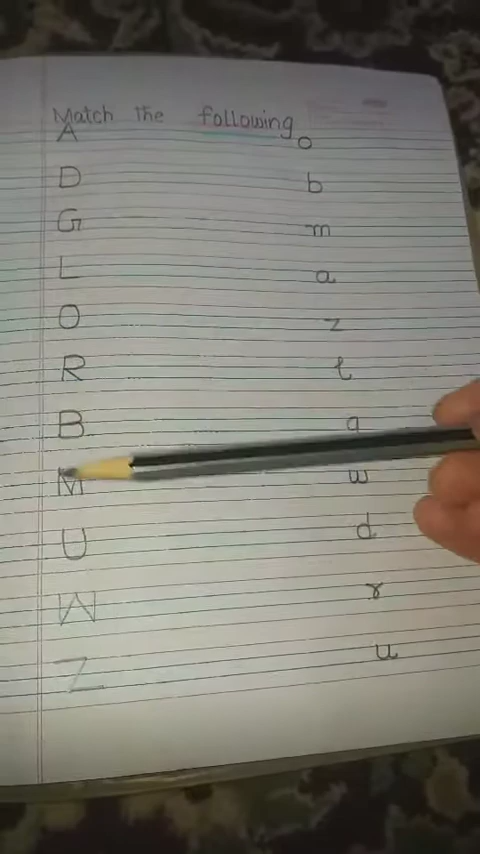 Match the following
A o
D b
G m
L a
O z
R l
B g
M w
U d
W r
Z u